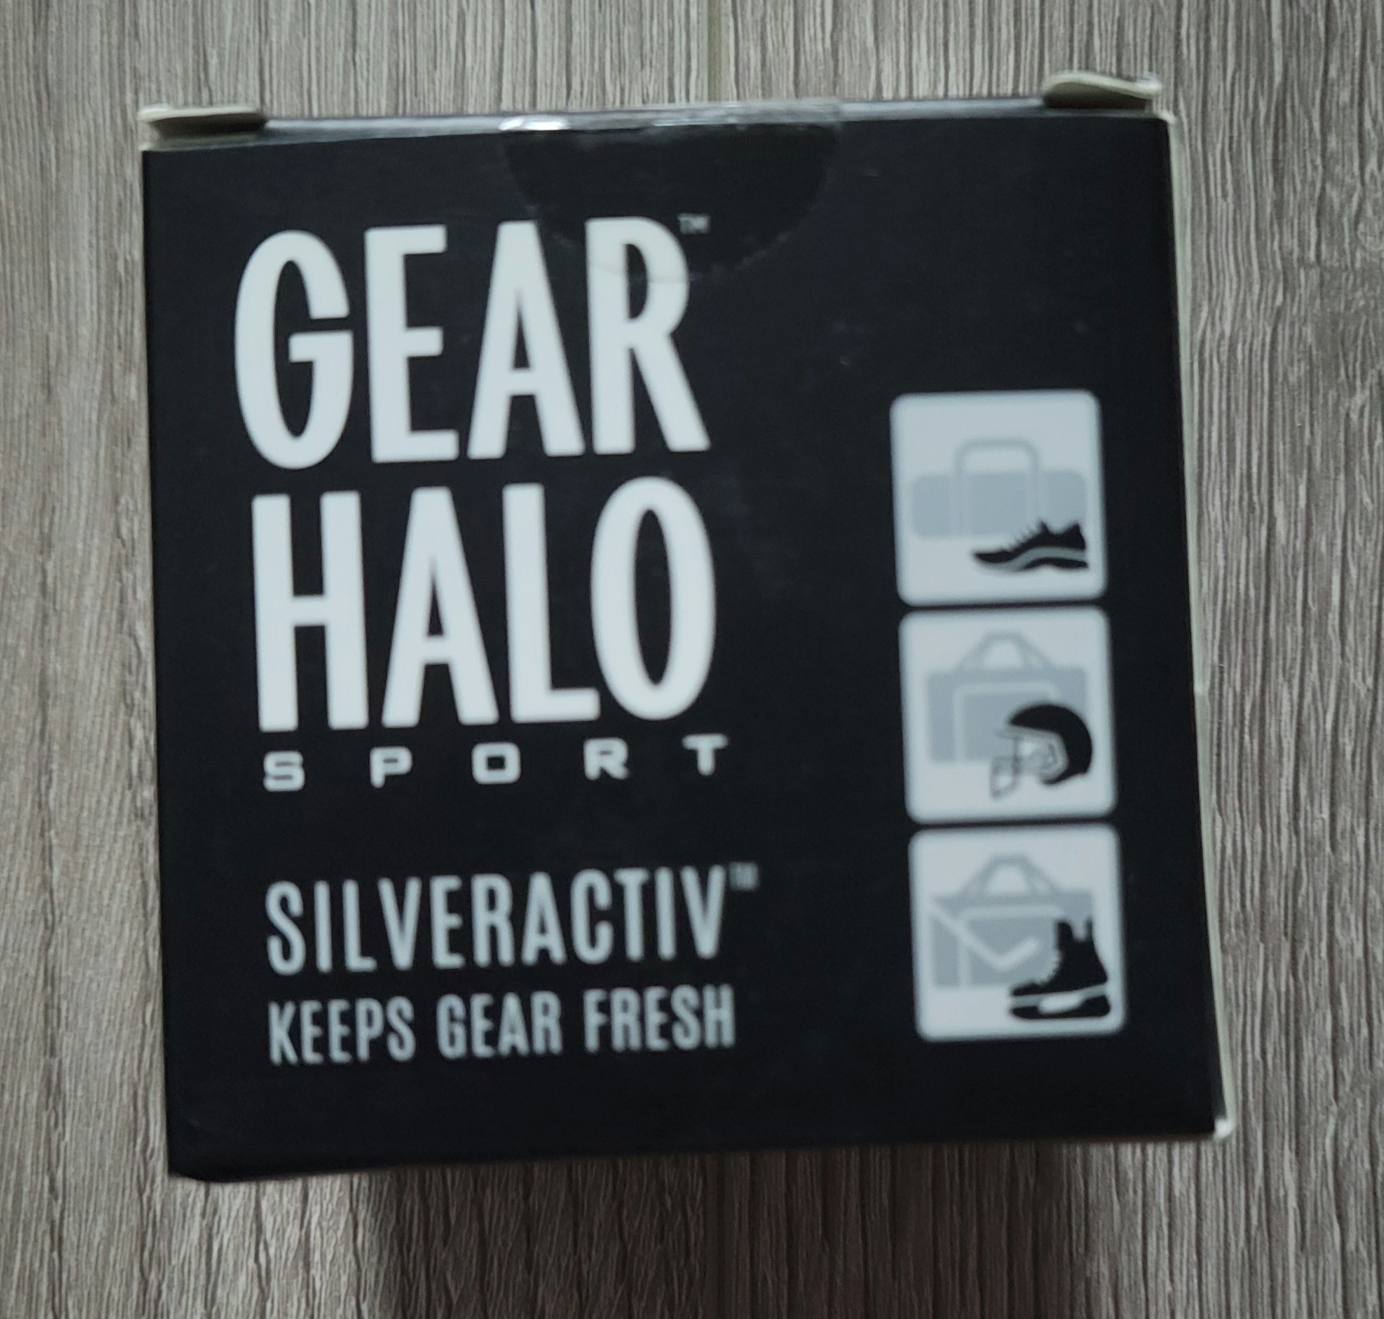 GEAR™
HALO
SPORT
SILVERACTIV™
KEEPS GEAR FRESH